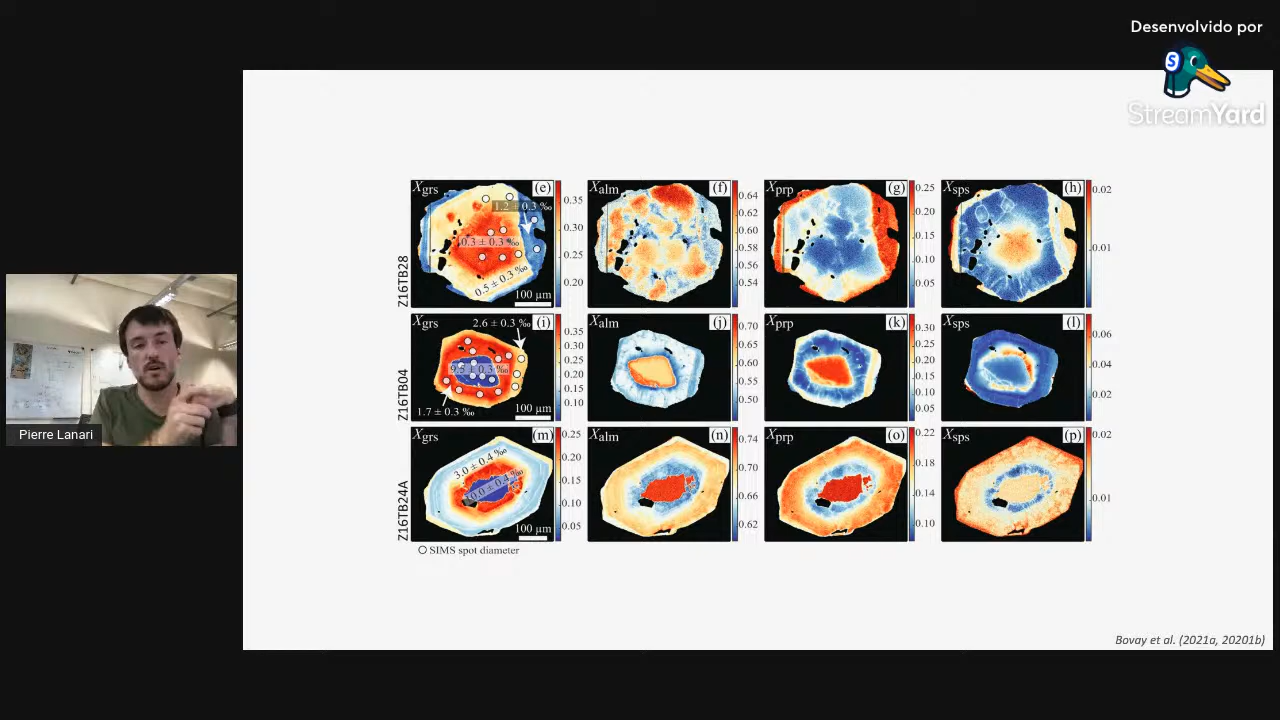 Desenvolvido por
S
StreamYard
Xgrs (e) 0.35 0.30 0.25 0.20
1.2 ± 0.3 ‰
0.3 ± 0.3 ‰
0.5 ± 0.3 ‰
100 µm
Xalm (f) 0.64 0.62 0.60 0.58 0.56 0.54
Xprp (g) 0.25 0.20 0.15 0.10 0.05
Xsps (h) 0.02 0.01
Z16TB28
Xgrs (i) 0.35 0.30 0.25 0.20 0.15 0.10
2.6 ± 0.3 ‰
9.5 ± 0.3 ‰
1.7 ± 0.3 ‰
100 µm
Xalm (j) 0.70 0.65 0.60 0.55 0.50
Xprp (k) 0.30 0.25 0.20 0.15 0.10 0.05
Xsps (l) 0.06 0.04 0.02
Z16TB04
Xgrs (m) 0.25 0.20 0.15 0.10 0.05
3.0 ± 0.4 ‰
0.0 ± 0.4 ‰
100 µm
Xalm (n) 0.74 0.70 0.66 0.62
Xprp (o) 0.22 0.18 0.14 0.10
Xsps (p) 0.02 0.01
Z16TB24A
SIMS spot diameter
Pierre Lanari
Bovay et al. (2021a, 20201b)